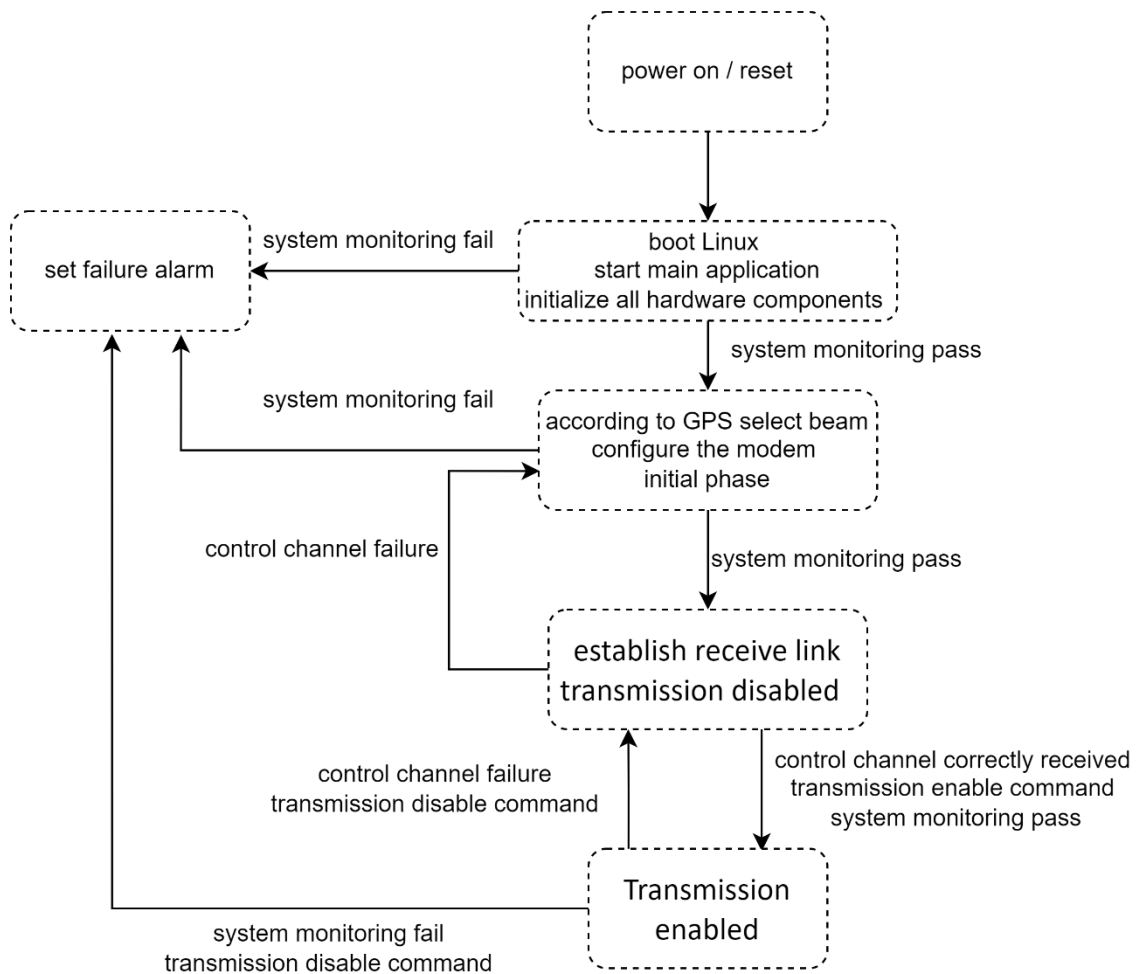 power on / reset
system monitoring fail
boot Linux
start main application
initialize all hardware components
set failure alarm
system monitoring pass
system monitoring fail
according to GPS select beam
configure the modem
initial phase
control channel failure
system monitoring pass
establish receive link
transmission disabled
control channel failure
transmission disable command
control channel correctly received
transmission enable command
system monitoring pass
Transmission
enabled
system monitoring fail
transmission disable command